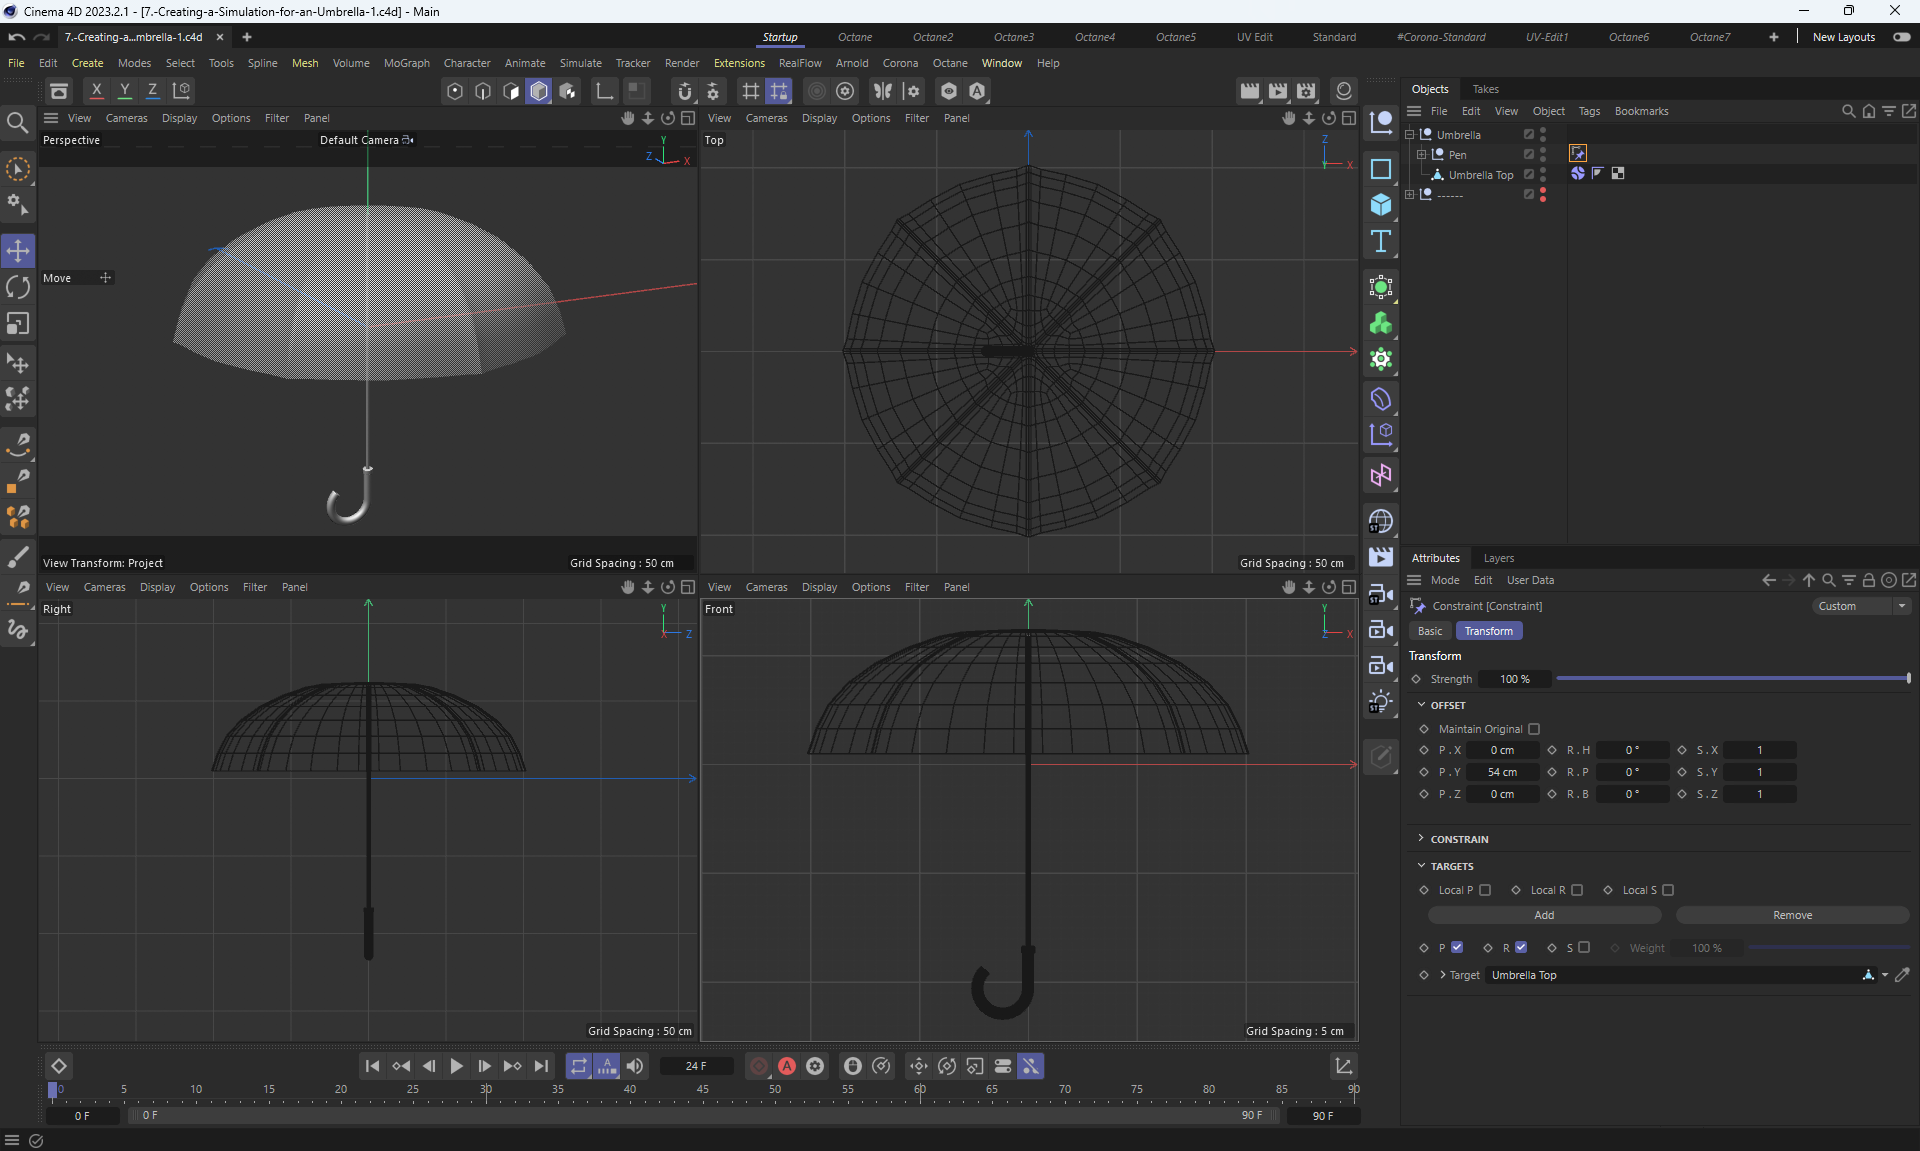 Cinema 4D 2023.2.1 - [7.-Creating-a-Simulation-for-an-Umbrella-1.c4d] - Main
7.-Creating-a...mbrella-1.c4d × +
Startup Octane Octane2 Octane3 Octane4 Octane5 UV Edit Standard #Corona-Standard UV-Edit1 Octane6 Octane7 + New Layouts
File Edit Create Modes Select Tools Spline Mesh Volume MoGraph Character Animate Simulate Tracker Render Extensions RealFlow Arnold Corona Octane Window Help
X Y Z
Objects Takes
File Edit View Object Tags Bookmarks
Umbrella
Pen
Umbrella Top
------
View Cameras Display Options Filter Panel
Perspective
Default Camera
Y
Z X
Move
View Transform: Project
Grid Spacing : 50 cm
View Cameras Display Options Filter Panel
Top
Z
Y X
Grid Spacing : 50 cm
View Cameras Display Options Filter Panel
Right
Y
X Z
Grid Spacing : 50 cm
View Cameras Display Options Filter Panel
Front
Y
Z X
Grid Spacing : 5 cm
ST
ST
ST
Attributes Layers
Mode Edit User Data
Constraint [Constraint]
Custom
Basic Transform
Transform
Strength 100 %
OFFSET
Maintain Original
P . X 0 cm R . H 0 ° S . X 1
P . Y 54 cm R . P 0 ° S . Y 1
P . Z 0 cm R . B 0 ° S . Z 1
CONSTRAIN
TARGETS
Local P Local R Local S
Add Remove
P R S Weight 100 %
Target Umbrella Top
A
24 F
A
0 5 10 15 20 25 30 35 40 45 50 55 60 65 70 75 80 85 90
0 F 0 F 90 F 90 F